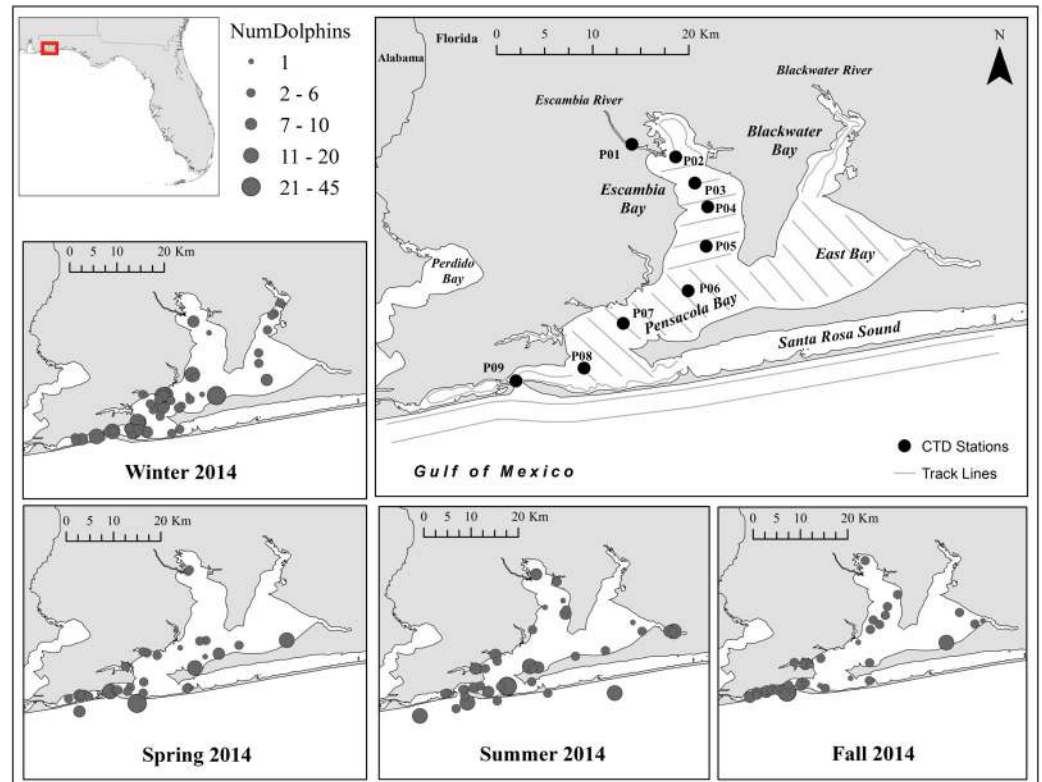 NumDolphins
1
2 - 6
7 - 10
11 - 20
21 - 45
Florida
Alabama
0 5 10 20 Km
N
Blackwater River
Escambia River
Blackwater
Bay
P01
P02
Escambia
Bay
P03
P04
P05
East Bay
Perdido
Bay
P06
Pensacola Bay
P07
Santa Rosa Sound
P08
P09
CTD Stations
Track Lines
Gulf of Mexico
0 5 10 20 Km
Winter 2014
0 5 10 20 Km
Spring 2014
0 5 10 20 Km
Summer 2014
0 5 10 20 Km
Fall 2014